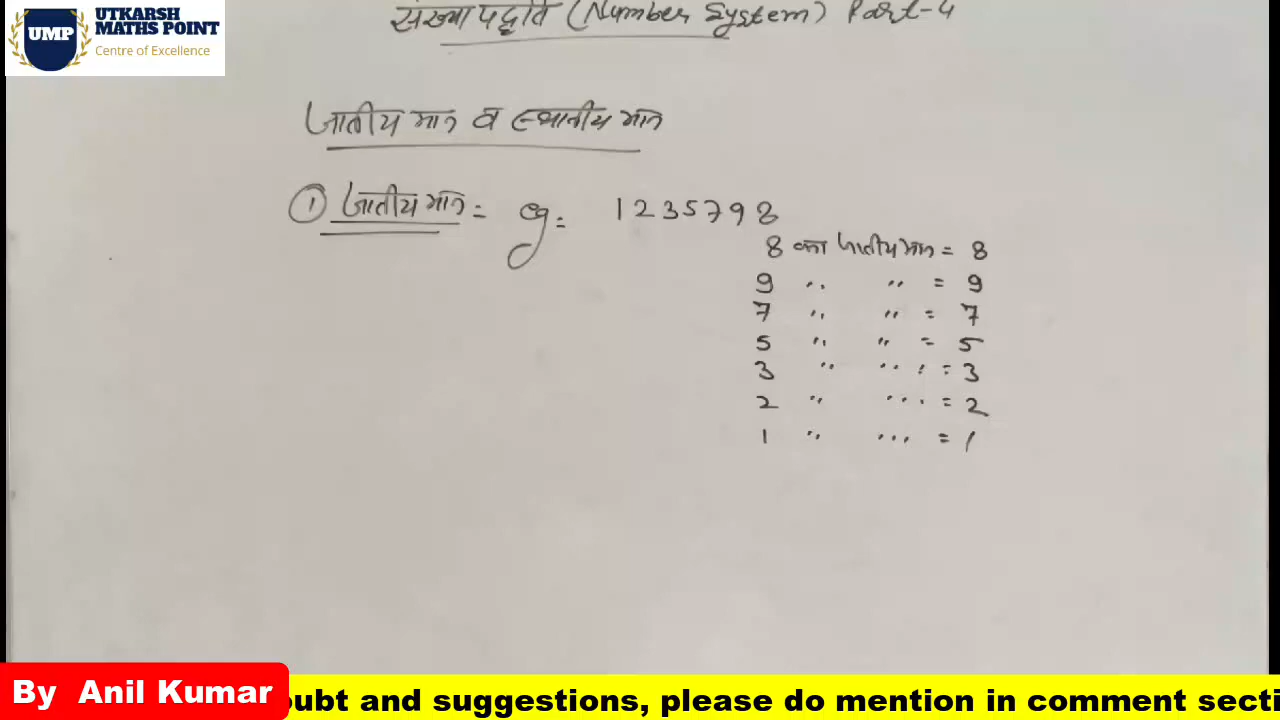 UTKARSH
MATHS POINT
UMP
Centre of Excellence
संख्या पद्धति (Number System) Part-4
जातीय मान व स्थानीय मान
① जातीय मान = eg = 1235798
8 का जातीय मान = 8
9 ,, ,, = 9
7 ,, ,, = 7
5 ,, ,, = 5
3 ,, ,, = 3
2 ,, ,, = 2
1 ,, ,, = 1
By Anil Kumar
and suggestions, please do mention in comment